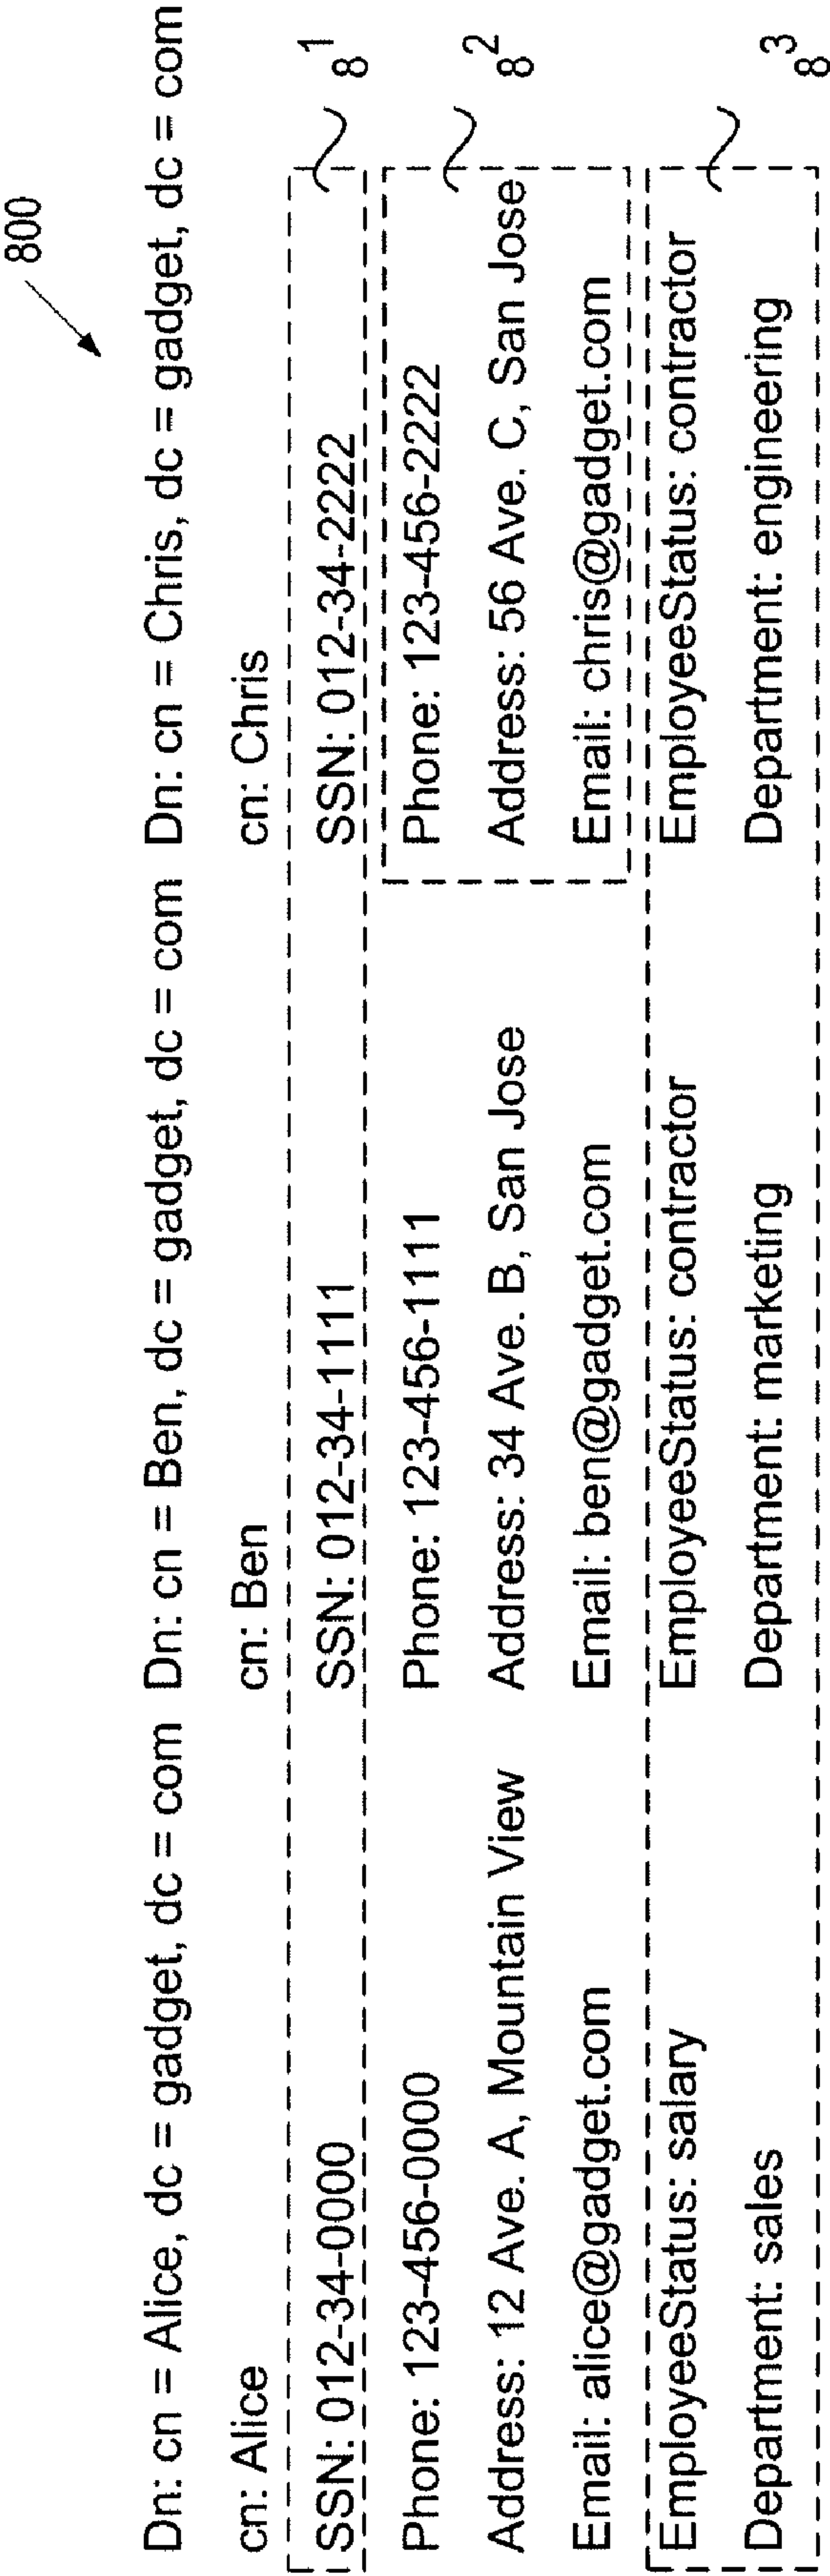 800
Dn: cn = Alice, dc = gadget, dc = com Dn: cn = Ben, dc = gadget, dc = com Dn: cn = Chris, dc = gadget, dc = com
cn: Alice cn: Ben cn: Chris
SSN: 012-34-0000 SSN: 012-34-1111 SSN: 012-34-2222 81
Phone: 123-456-0000 Phone: 123-456-1111 Phone: 123-456-2222 82
Address: 12 Ave. A, Mountain View Address: 34 Ave. B, San Jose Address: 56 Ave. C, San Jose
Email: alice@gadget.com Email: ben@gadget.com Email: chris@gadget.com
EmployeeStatus: salary EmployeeStatus: contractor EmployeeStatus: contractor 83
Department: sales Department: marketing Department: engineering